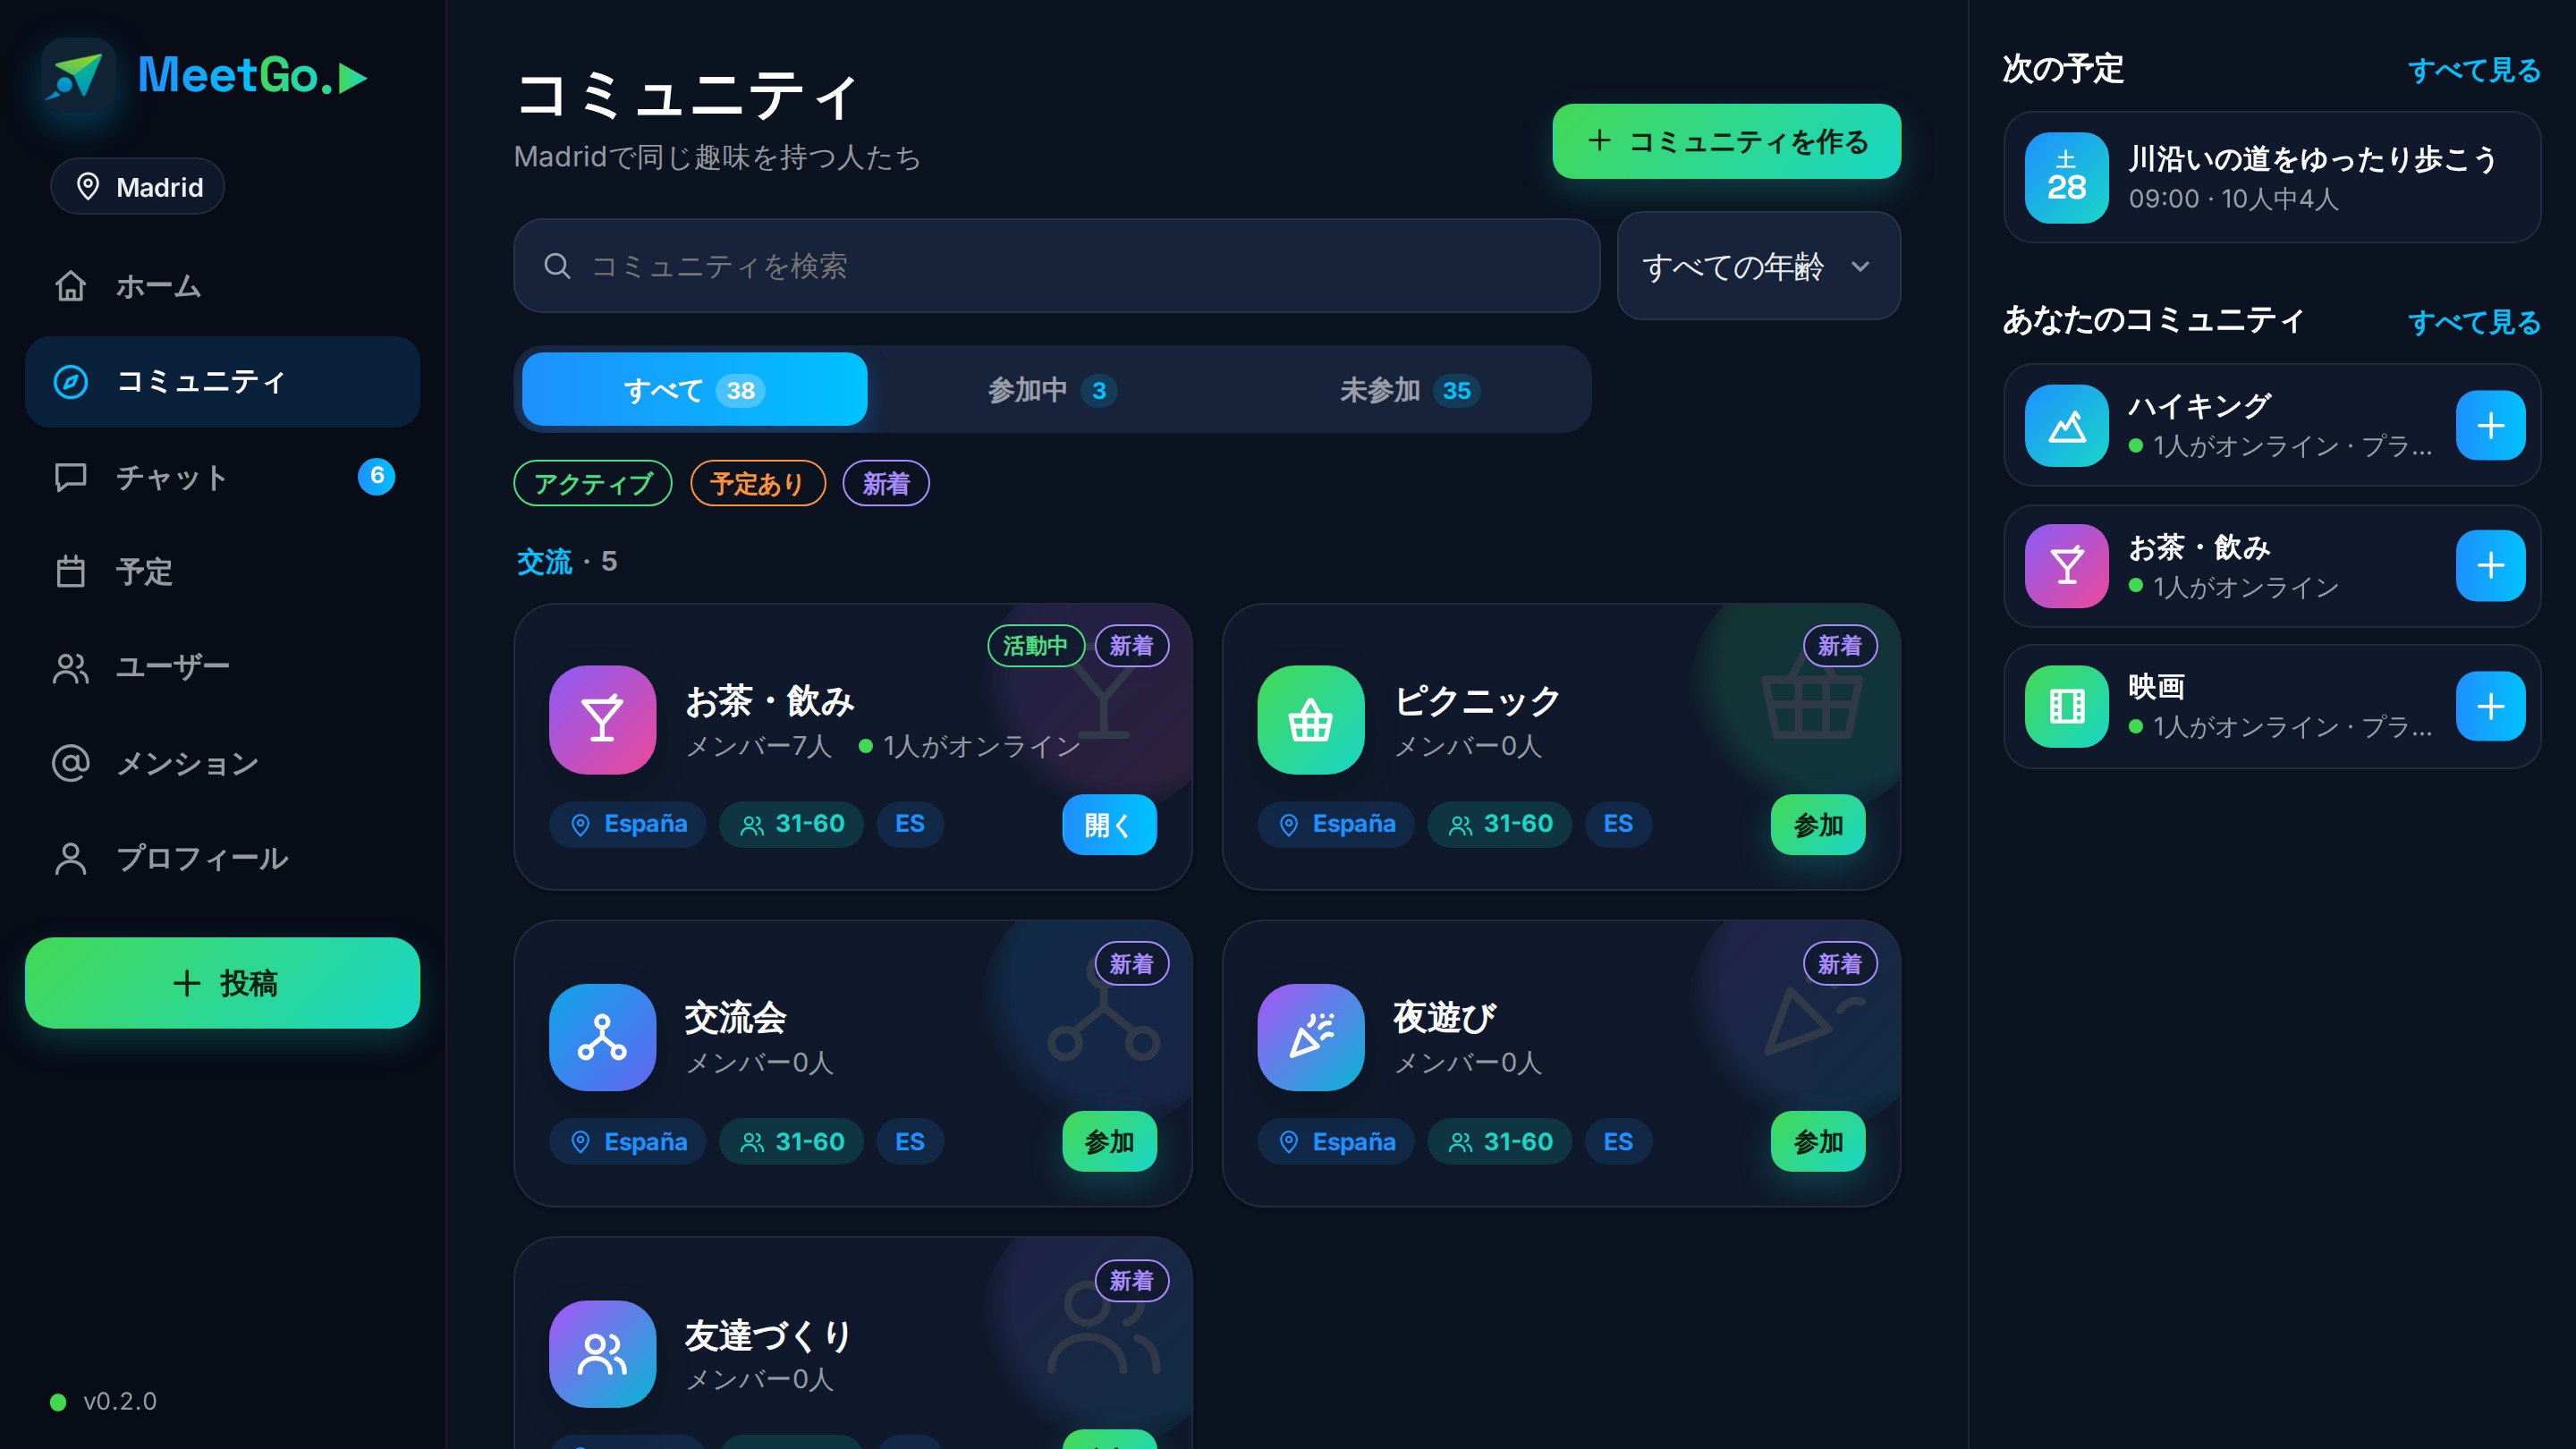 MeetGo.
Madrid
ホーム
コミュニティ
チャット 6
予定
ユーザー
メンション
プロフィール
投稿
v0.2.0
コミュニティ
Madridで同じ趣味を持つ人たち
コミュニティを作る
コミュニティを検索
すべての年齢
すべて 38
参加中 3
未参加 35
アクティブ
予定あり
新着
交流 · 5
活動中
新着
お茶・飲み
メンバー7人 1人がオンライン
España
31-60
ES
開く
新着
ピクニック
メンバー0人
España
31-60
ES
参加
新着
交流会
メンバー0人
España
31-60
ES
参加
新着
夜遊び
メンバー0人
España
31-60
ES
参加
新着
友達づくり
メンバー0人
次の予定
すべて見る
土
28
川沿いの道をゆったり歩こう
09:00 · 10人中4人
あなたのコミュニティ
すべて見る
ハイキング
1人がオンライン · プラ...
お茶・飲み
1人がオンライン
映画
1人がオンライン · プラ...